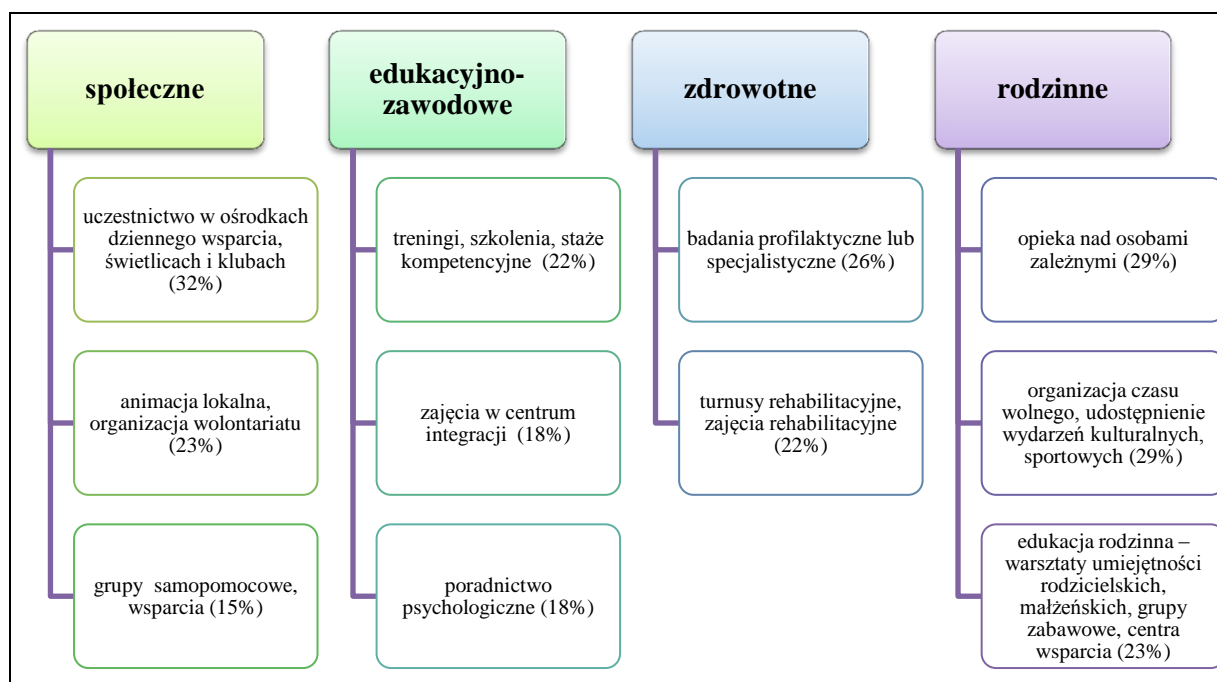 społeczne
uczestnictwo w ośrodkach
dziennego wsparcia,
świetlicach i klubach
(32%)
animacja lokalna,
organizacja wolontariatu
(23%)
grupy samopomocowe,
wsparcia (15%)
edukacyjno-
zawodowe
treningi, szkolenia, staże
kompetencyjne (22%)
zajęcia w centrum
integracji (18%)
poradnictwo
psychologiczne (18%)
zdrowotne
badania profilaktyczne lub
specjalistyczne (26%)
turnusy rehabilitacyjne,
zajęcia rehabilitacyjne
(22%)
rodzinne
opieka nad osobami
zależnymi (29%)
organizacja czasu
wolnego, udostępnienie
wydarzeń kulturalnych,
sportowych (29%)
edukacja rodzinna –
warsztaty umiejętności
rodzicielskich,
małżeńskich, grupy
zabawowe, centra
wsparcia (23%)